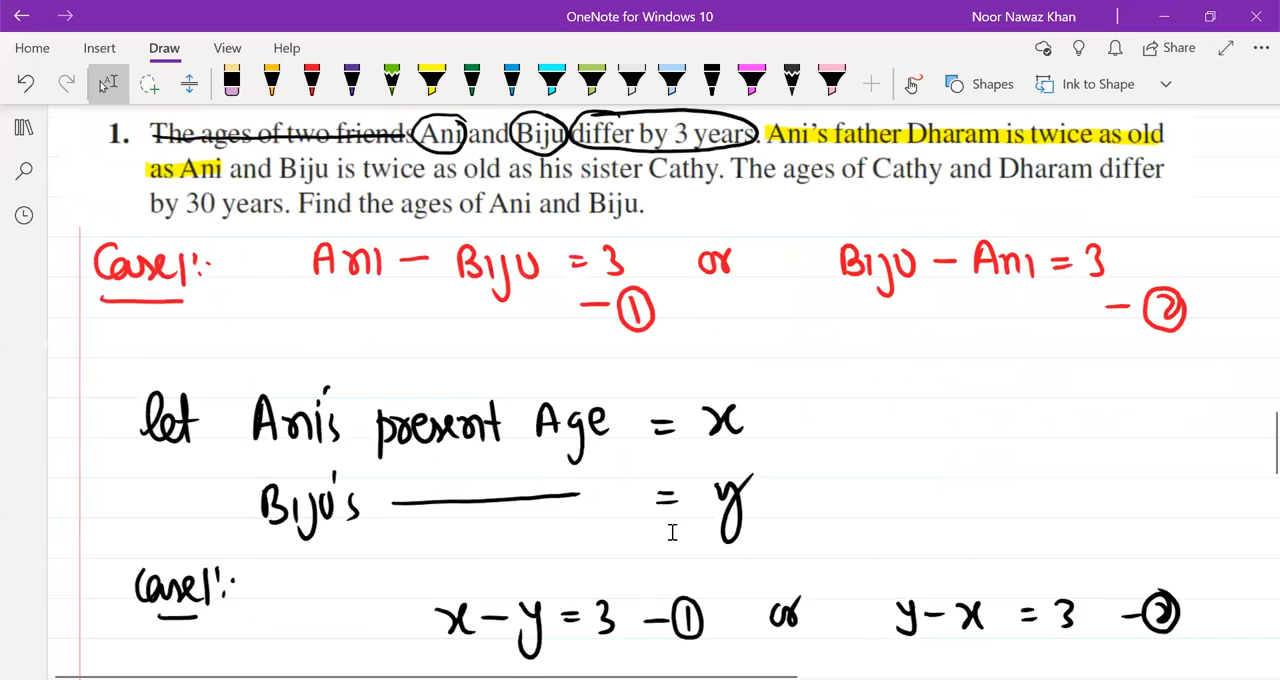 OneNote for Windows 10
Noor Nawaz Khan
Home Insert Draw View Help Share
Shapes Ink to Shape
1. The ages of two friends Ani and Biju differ by 3 years. Ani's father Dharam is twice as old
as Ani and Biju is twice as old as his sister Cathy. The ages of Cathy and Dharam differ
by 30 years. Find the ages of Ani and Biju.
Case I:- Ani - Biju = 3 or Biju - Ani = 3
- ① - ②
let Ani's present Age = x
Biju's ——— = y
Case I:-
x - y = 3 - ① or y - x = 3 - ②